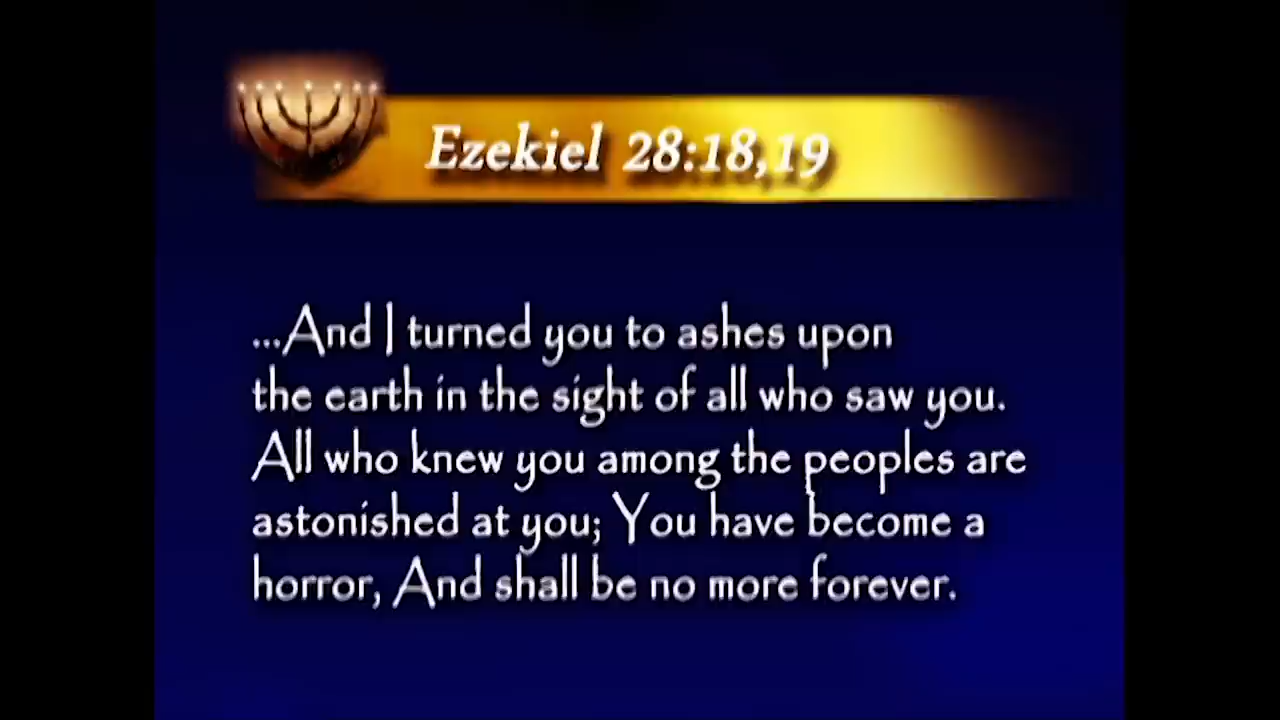 Ezekiel 28:18,19
...And I turned you to ashes upon
the earth in the sight of all who saw you.
All who knew you among the peoples are
astonished at you; You have become a
horror, And shall be no more forever.